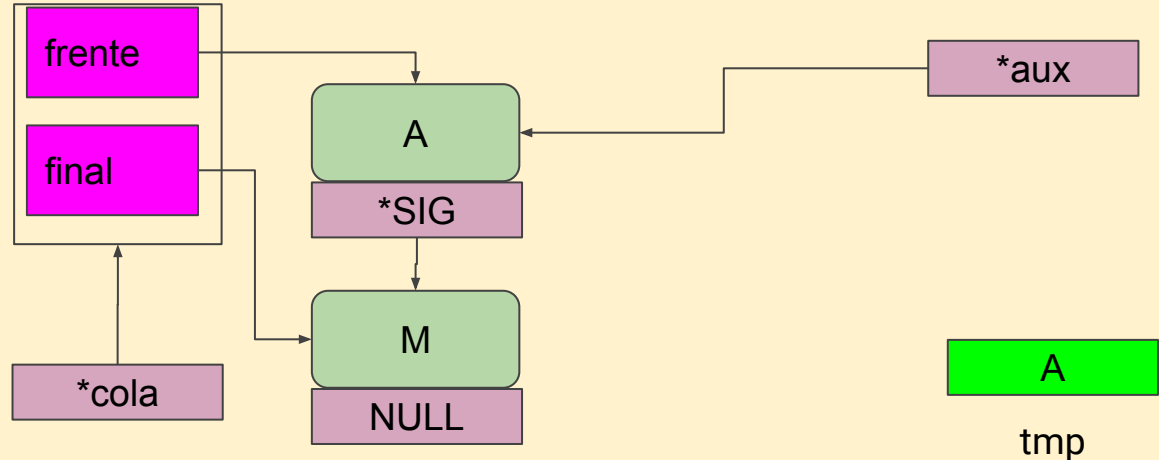 frente
*aux
A
final
*SIG
M
*cola
A
NULL
tmp